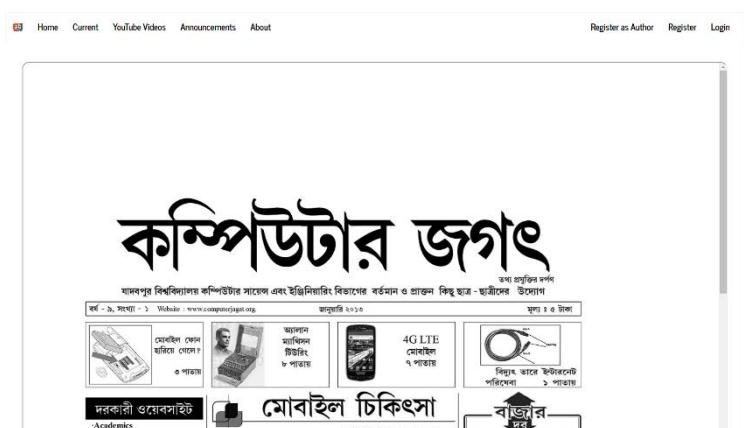 Home Current YouTube Videos Announcements About Register as Author Register Login
কম্পিউটার জগৎ
তথ্য প্রযুক্তির দর্পণ
যাদবপুর বিশ্ববিদ্যালয় কম্পিউটার সায়েন্স এবং ইঞ্জিনিয়ারিং বিভাগের বর্তমান ও প্রাক্তন কিছু ছাত্র - ছাত্রীদের উদ্যোগ
বর্ষ - ৯, সংখ্যা - ১ Website : www.computerjagat.org জানুয়ারি ২০১৩ মূল্য ঃ ৫ টাকা
মোবাইল ফোন
হারিয়ে গেলে ?
৩ পাতায়
অ্যালান
ম্যাথিসন
টিউরিং
৮ পাতায়
4G LTE
মোবাইল
৭ পাতায়
বিদ্যুৎ তারে ইন্টারনেট
পরিষেবা ১ পাতায়
দরকারী ওয়েবসাইট
·Academics
মোবাইল চিকিৎসা
বাজার
দর